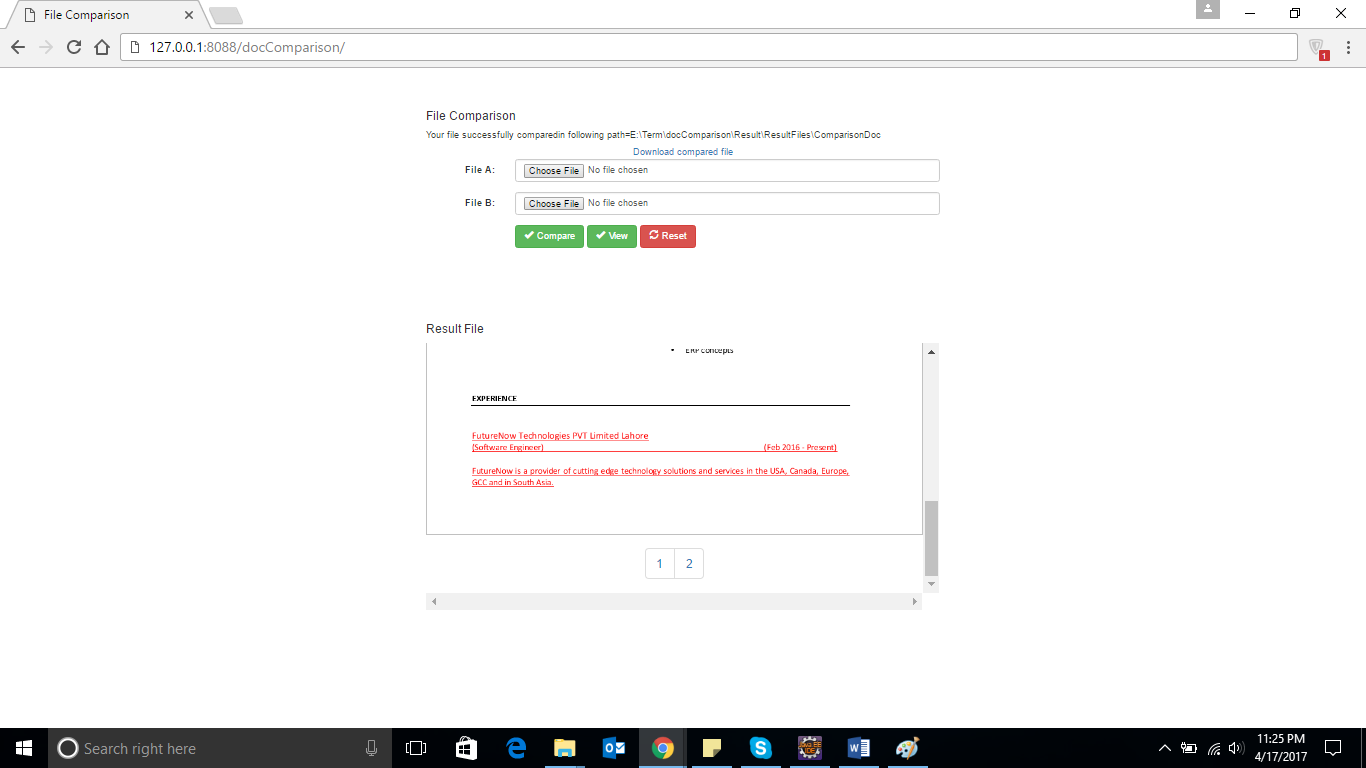 File Comparison
127.0.0.1:8088/docComparison/
1
File Comparison
Your file successfully comparedin following path=E:\Term\docComparison\Result\ResultFiles\ComparisonDoc
Download compared file
File A: Choose File No file chosen
File B: Choose File No file chosen
Compare View Reset
Result File
• ERP concepts
EXPERIENCE
FutureNow Technologies PVT Limited Lahore
(Software Engineer) (Feb 2016 - Present)
FutureNow is a provider of cutting edge technology solutions and services in the USA, Canada, Europe,
GCC and in South Asia.
1 2
Search right here
11:25 PM
4/17/2017